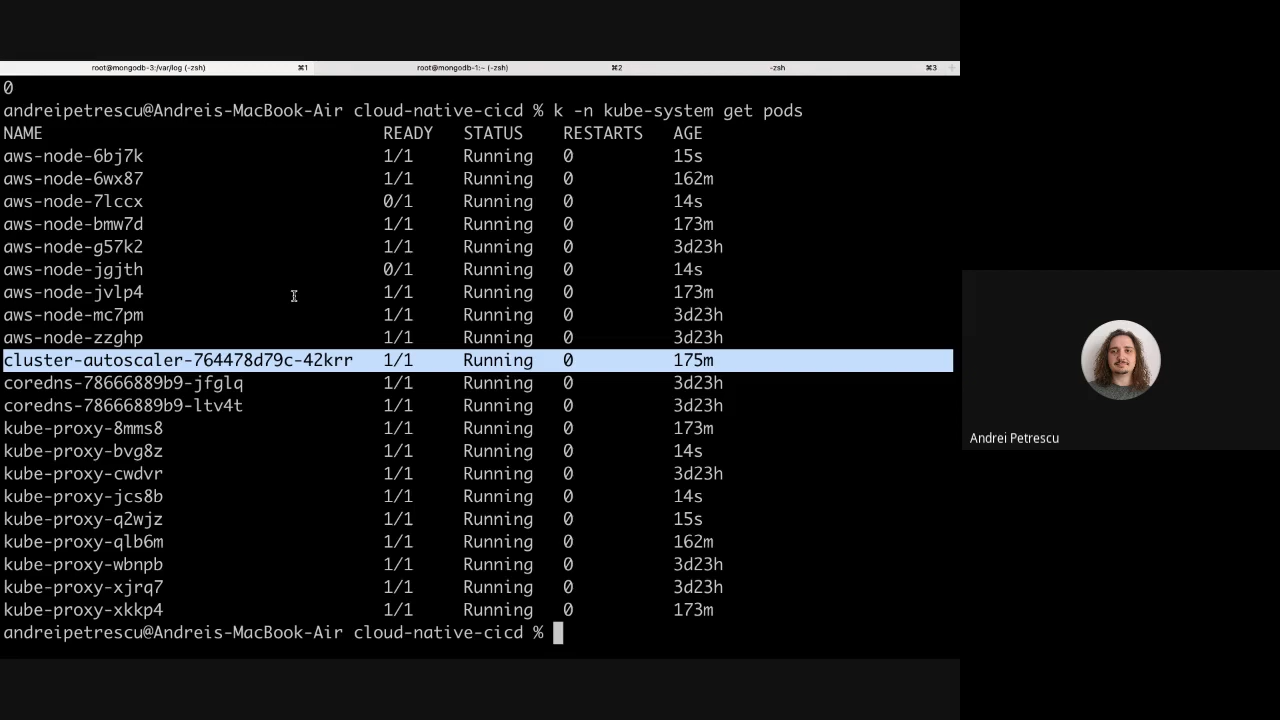 root@mongodb-3:/var/log (-zsh) ⌘1 root@mongodb-1:~ (-zsh) ⌘2 -zsh ⌘3 +
0
andreipetrescu@Andreis-MacBook-Air cloud-native-cicd % k -n kube-system get pods
NAME READY STATUS RESTARTS AGE
aws-node-6bj7k 1/1 Running 0 15s
aws-node-6wx87 1/1 Running 0 162m
aws-node-7lccx 0/1 Running 0 14s
aws-node-bmw7d 1/1 Running 0 173m
aws-node-g57k2 1/1 Running 0 3d23h
aws-node-jgjth 0/1 Running 0 14s
aws-node-jvlp4 1/1 Running 0 173m
aws-node-mc7pm 1/1 Running 0 3d23h
aws-node-zzghp 1/1 Running 0 3d23h
cluster-autoscaler-764478d79c-42krr 1/1 Running 0 175m
coredns-78666889b9-jfglq 1/1 Running 0 3d23h
coredns-78666889b9-ltv4t 1/1 Running 0 3d23h
kube-proxy-8mms8 1/1 Running 0 173m
kube-proxy-bvg8z 1/1 Running 0 14s
kube-proxy-cwdvr 1/1 Running 0 3d23h
kube-proxy-jcs8b 1/1 Running 0 14s
kube-proxy-q2wjz 1/1 Running 0 15s
kube-proxy-qlb6m 1/1 Running 0 162m
kube-proxy-wbnpb 1/1 Running 0 3d23h
kube-proxy-xjrq7 1/1 Running 0 3d23h
kube-proxy-xkkp4 1/1 Running 0 173m
andreipetrescu@Andreis-MacBook-Air cloud-native-cicd %
Andrei Petrescu